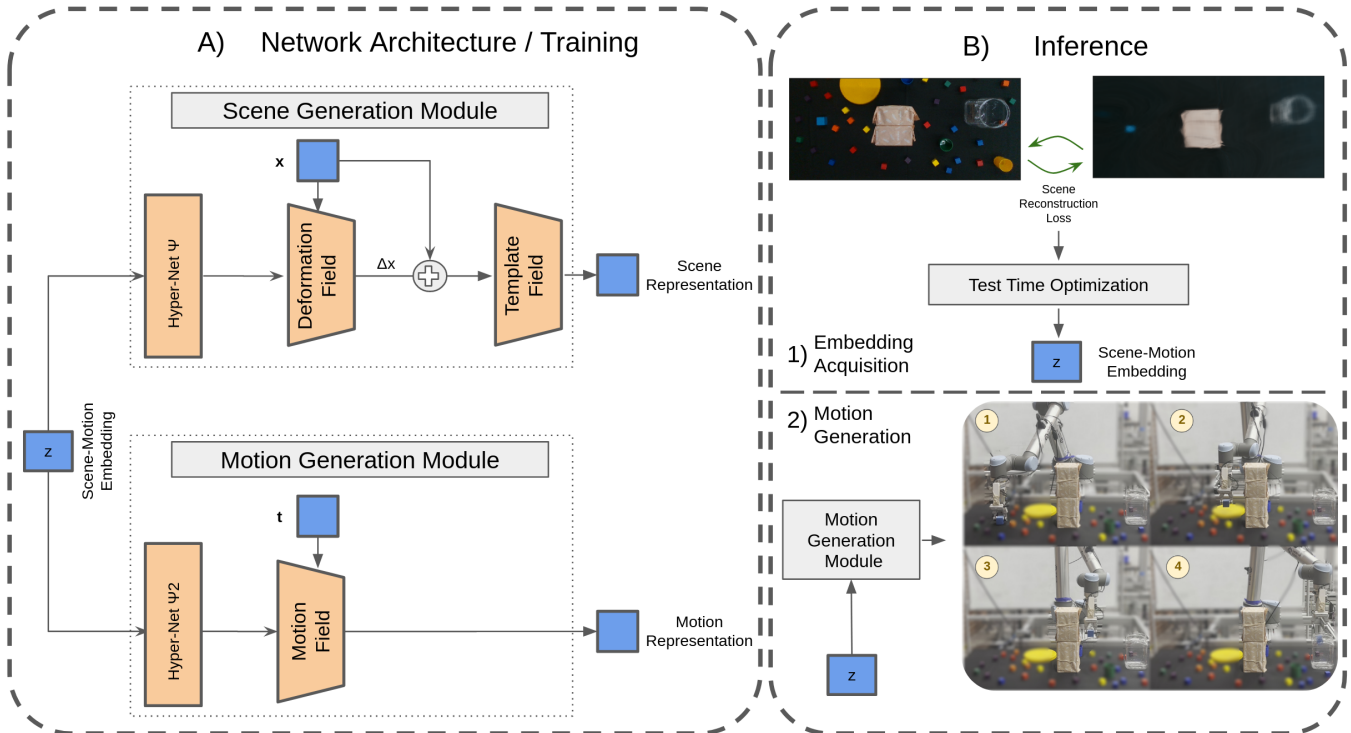 A) Network Architecture / Training
Scene Generation Module
x
Hyper-Net Ψ
Deformation
Field
Δx
Template
Field
Scene
Representation
z
Scene-Motion
Embedding
Motion Generation Module
t
Hyper-Net Ψ2
Motion
Field
Motion
Representation
B) Inference
Scene
Reconstruction
Loss
Test Time Optimization
1) Embedding
Acquisition
z
Scene-Motion
Embedding
2) Motion
Generation
Motion
Generation
Module
z
1
2
3
4